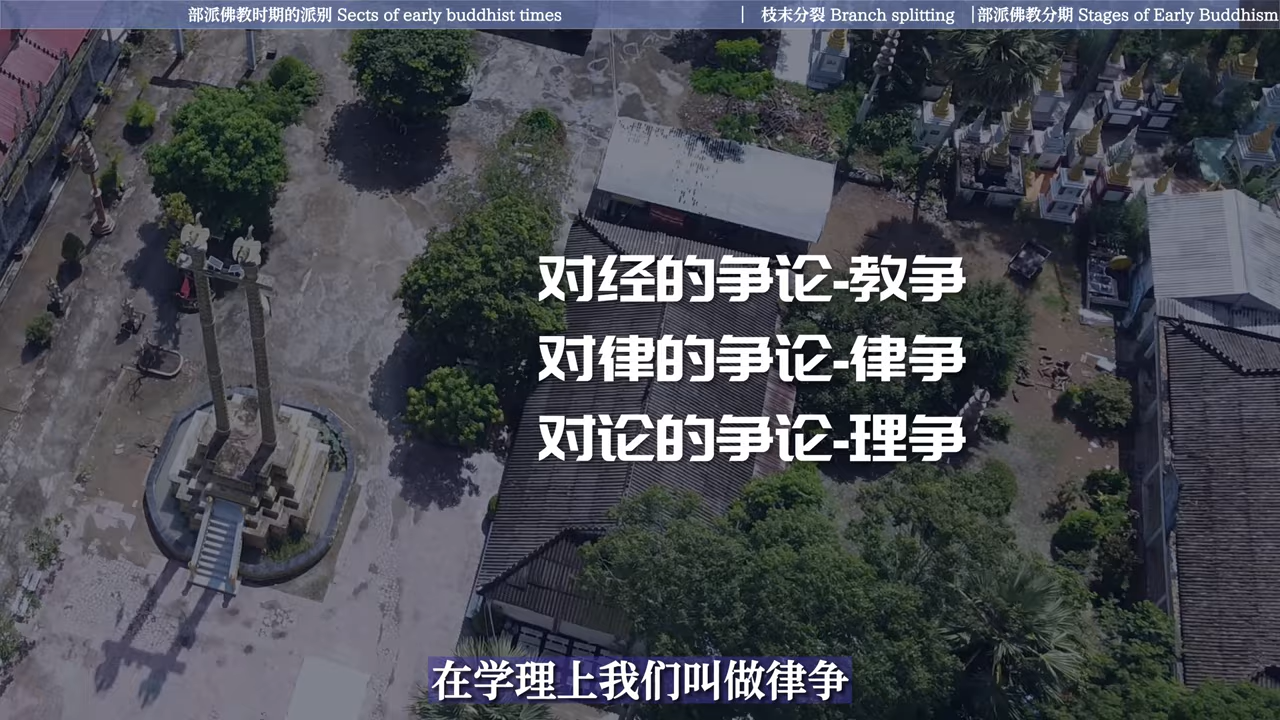 部派佛教时期的派别 Sects of early buddhist times | 枝末分裂 Branch splitting |部派佛教分期 Stages of Early Buddhism
对经的争论-教争
对律的争论-律争
对论的争论-理争
在学理上我们叫做律争